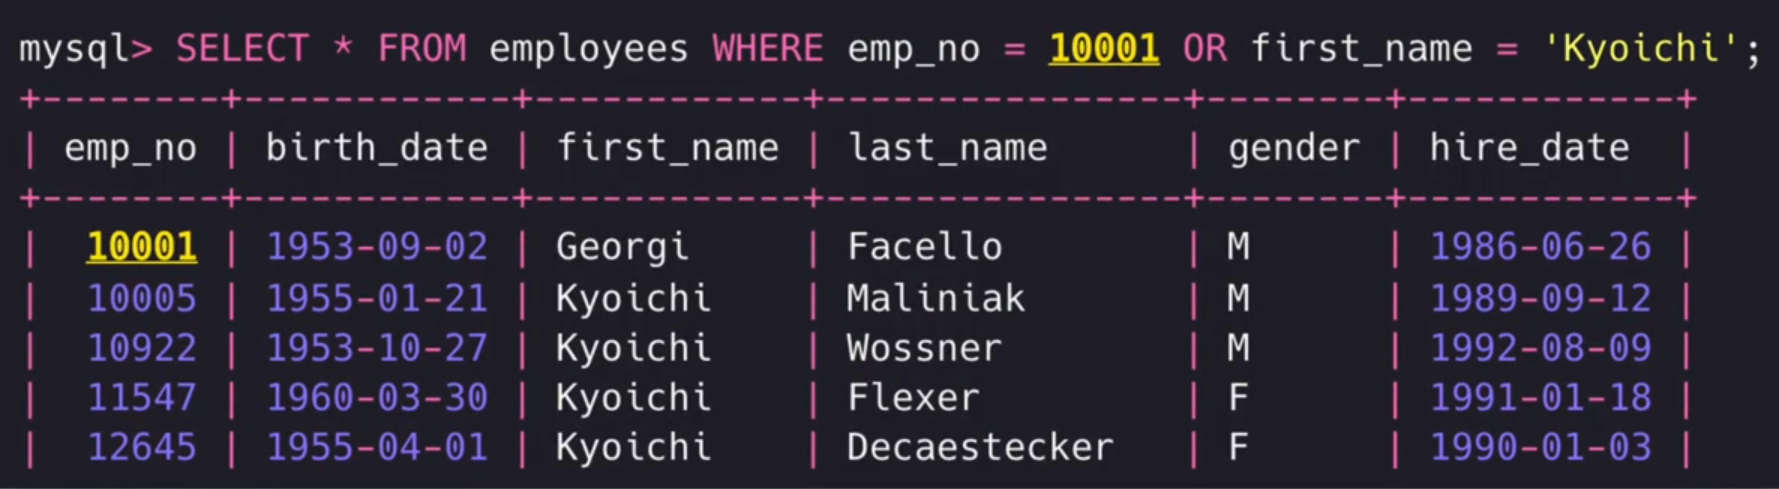 mysql> SELECT * FROM employees WHERE emp_no = 10001 OR first_name = 'Kyoichi';
+--------+------------+------------+----------------+--------+------------+
| emp_no | birth_date | first_name | last_name      | gender | hire_date  |
+--------+------------+------------+----------------+--------+------------+
|  10001 | 1953-09-02 | Georgi     | Facello        | M      | 1986-06-26 |
|  10005 | 1955-01-21 | Kyoichi    | Maliniak       | M      | 1989-09-12 |
|  10922 | 1953-10-27 | Kyoichi    | Wossner        | M      | 1992-08-09 |
|  11547 | 1960-03-30 | Kyoichi    | Flexer         | F      | 1991-01-18 |
|  12645 | 1955-04-01 | Kyoichi    | Decaestecker   | F      | 1990-01-03 |